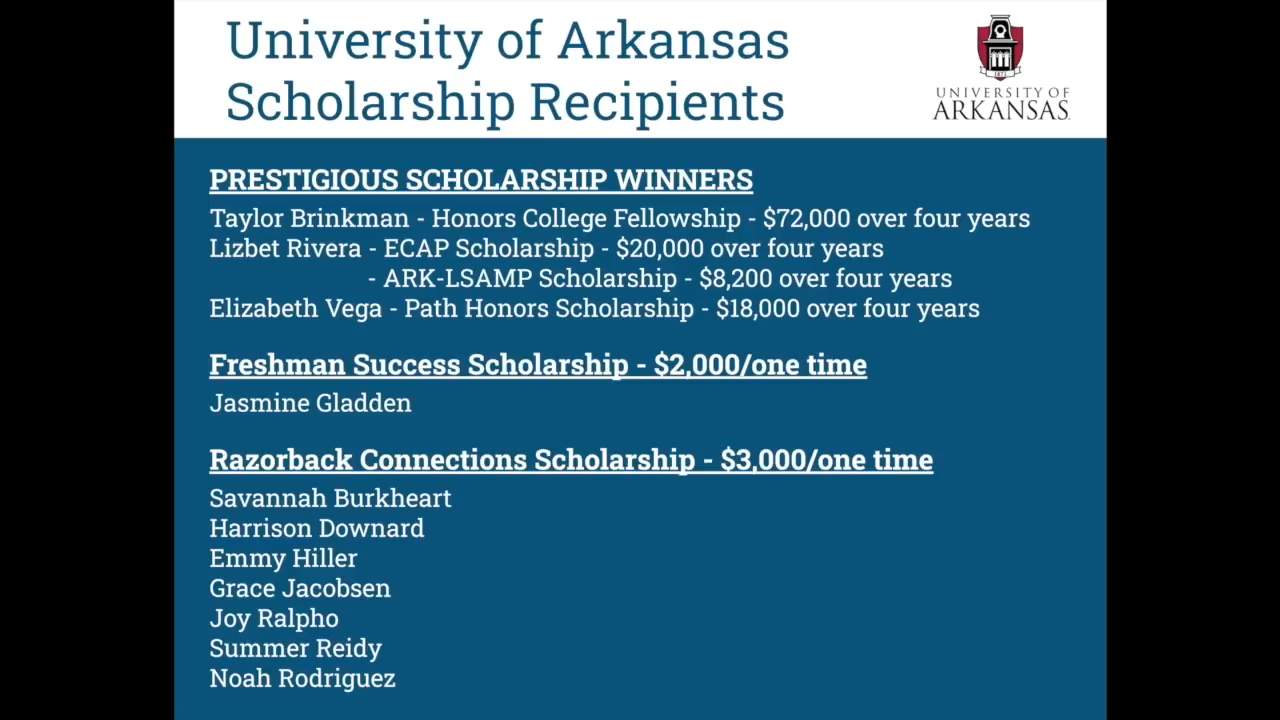 University of Arkansas
Scholarship Recipients
1871
UNIVERSITY OF
ARKANSAS
PRESTIGIOUS SCHOLARSHIP WINNERS
Taylor Brinkman - Honors College Fellowship - $72,000 over four years
Lizbet Rivera - ECAP Scholarship - $20,000 over four years
- ARK-LSAMP Scholarship - $8,200 over four years
Elizabeth Vega - Path Honors Scholarship - $18,000 over four years
Freshman Success Scholarship - $2,000/one time
Jasmine Gladden
Razorback Connections Scholarship - $3,000/one time
Savannah Burkheart
Harrison Downard
Emmy Hiller
Grace Jacobsen
Joy Ralpho
Summer Reidy
Noah Rodriguez